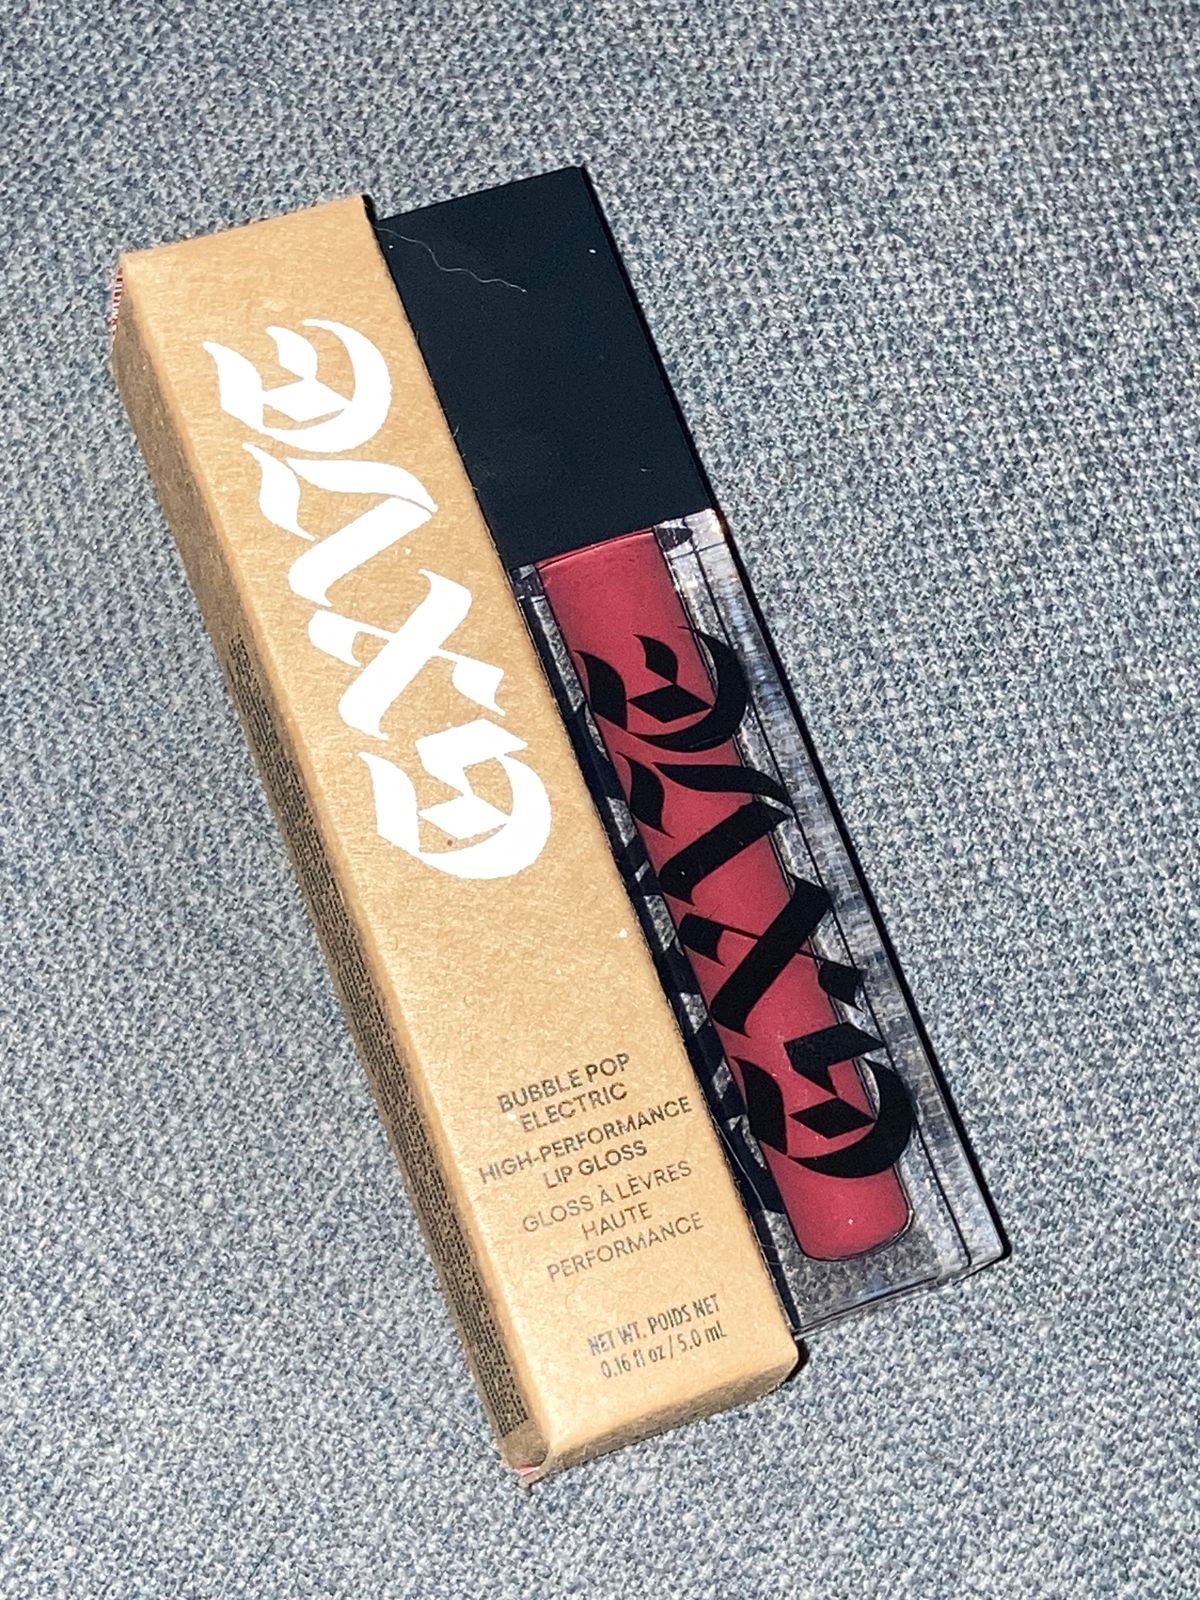 GXVE
BUBBLE POP
ELECTRIC
HIGH-PERFORMANCE
LIP GLOSS
GLOSS À LÈVRES
HAUTE
PERFORMANCE
NET WT. POIDS NET
0.16 fl oz / 5.0 mL
GXVE